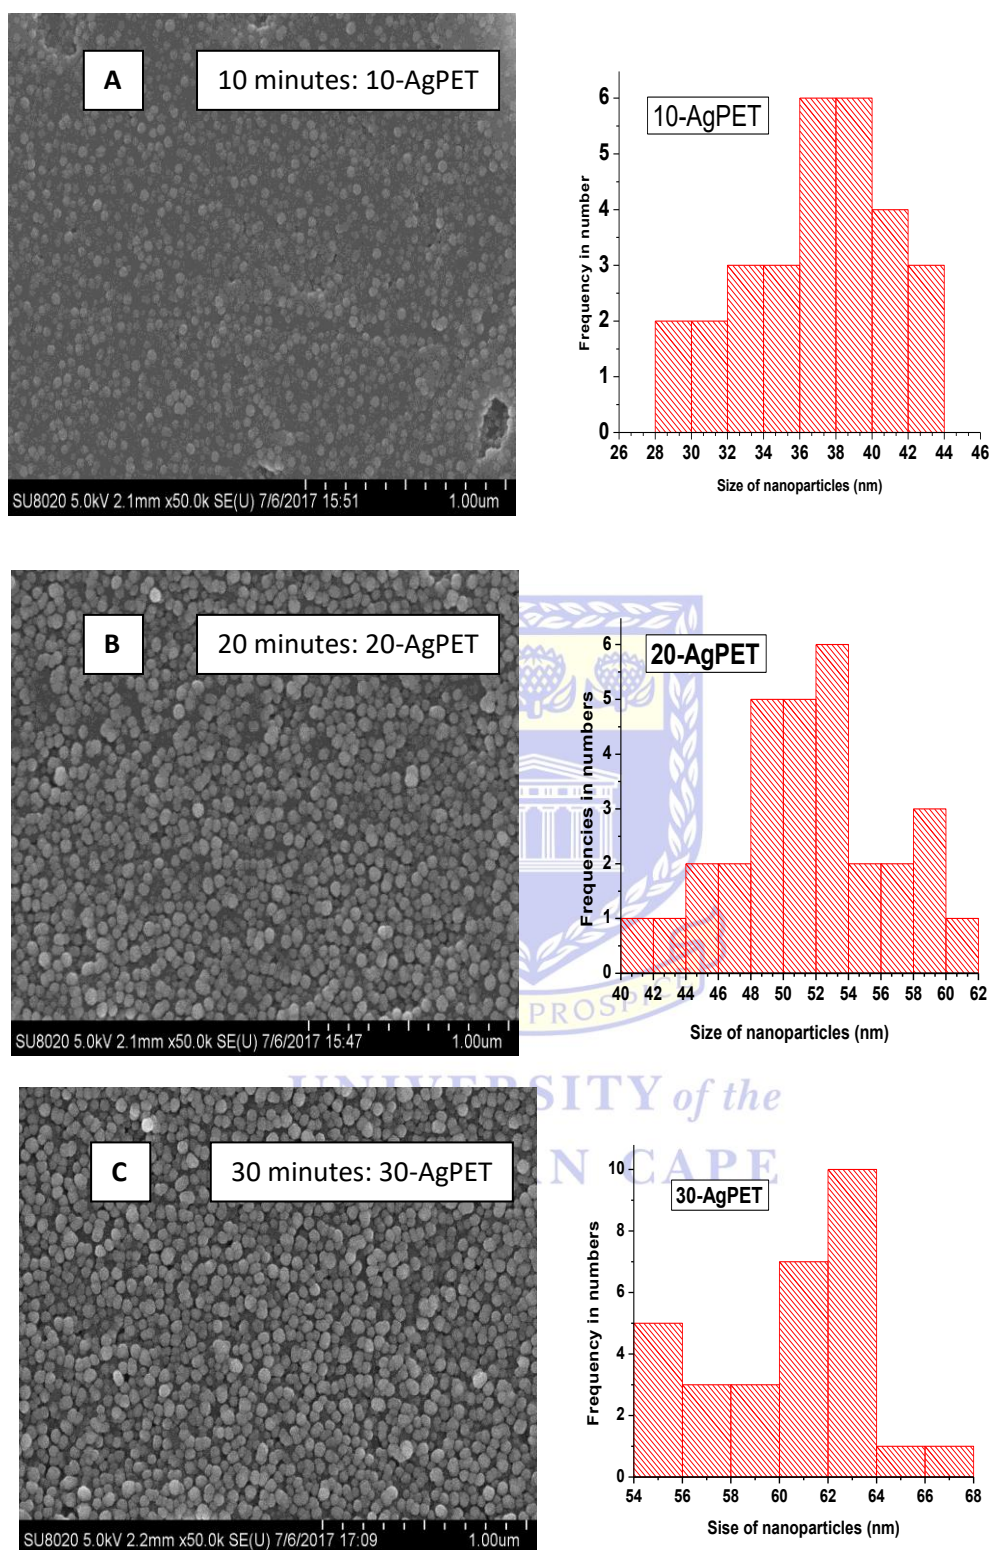 A
10 minutes: 10-AgPET
SU8020 5.0kV 2.1mm x50.0k SE(U) 7/6/2017 15:51
1.00um
10-AgPET
Frequency in number
6
5
4
3
2
1
0
26 28 30 32 34 36 38 40 42 44 46
Size of nanoparticles (nm)
B
20 minutes: 20-AgPET
SU8020 5.0kV 2.1mm x50.0k SE(U) 7/6/2017 15:47
1.00um
20-AgPET
Frequencies in numbers
6
5
4
3
2
1
0
40 42 44 46 48 50 52 54 56 58 60 62
Size of nanoparticles (nm)
PROSPIC
UNIVERSITY of the
N CAPE
C
30 minutes: 30-AgPET
SU8020 5.0kV 2.2mm x50.0k SE(U) 7/6/2017 17:09
1.00um
30-AgPET
Frequency in numbers
10
8
6
4
2
0
54 56 58 60 62 64 66 68
Sise of nanoparticles (nm)